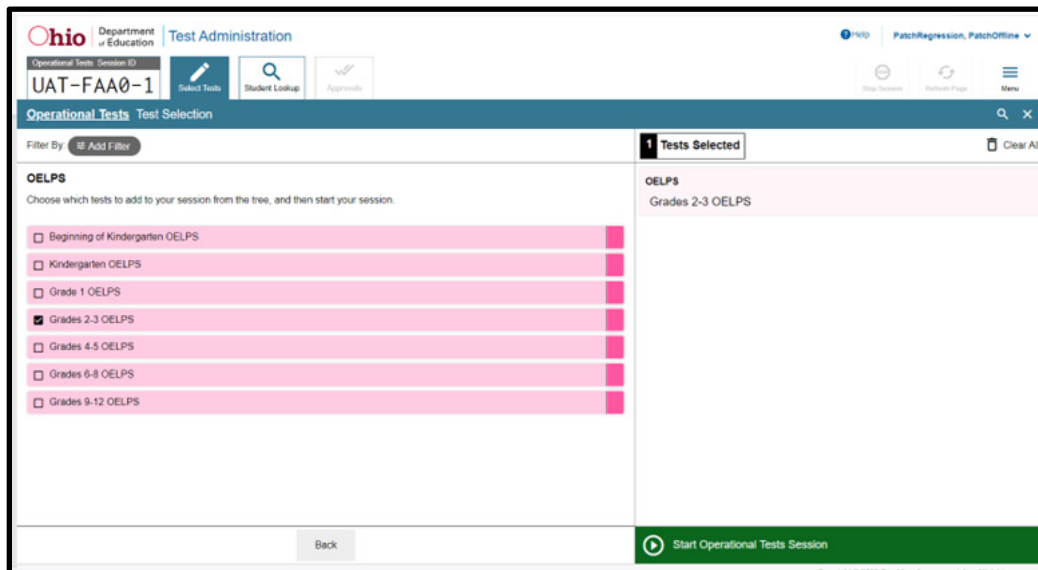 Ohio Department of Education Test Administration
Help PatchRegression, PatchOffline
Operational Tests Session ID
UAT-FAA0-1
Select Tests
Student Lookup
Approvals
Stop Session
Refresh Page
Menu
Operational Tests Test Selection
Filter By: Add Filter
1 Tests Selected
Clear Al
OELPS
Choose which tests to add to your session from the tree, and then start your session.
Beginning of Kindergarten OELPS
Kindergarten OELPS
Grade 1 OELPS
Grades 2-3 OELPS
Grades 4-5 OELPS
Grades 6-8 OELPS
Grades 9-12 OELPS
OELPS
Grades 2-3 OELPS
Back
Start Operational Tests Session